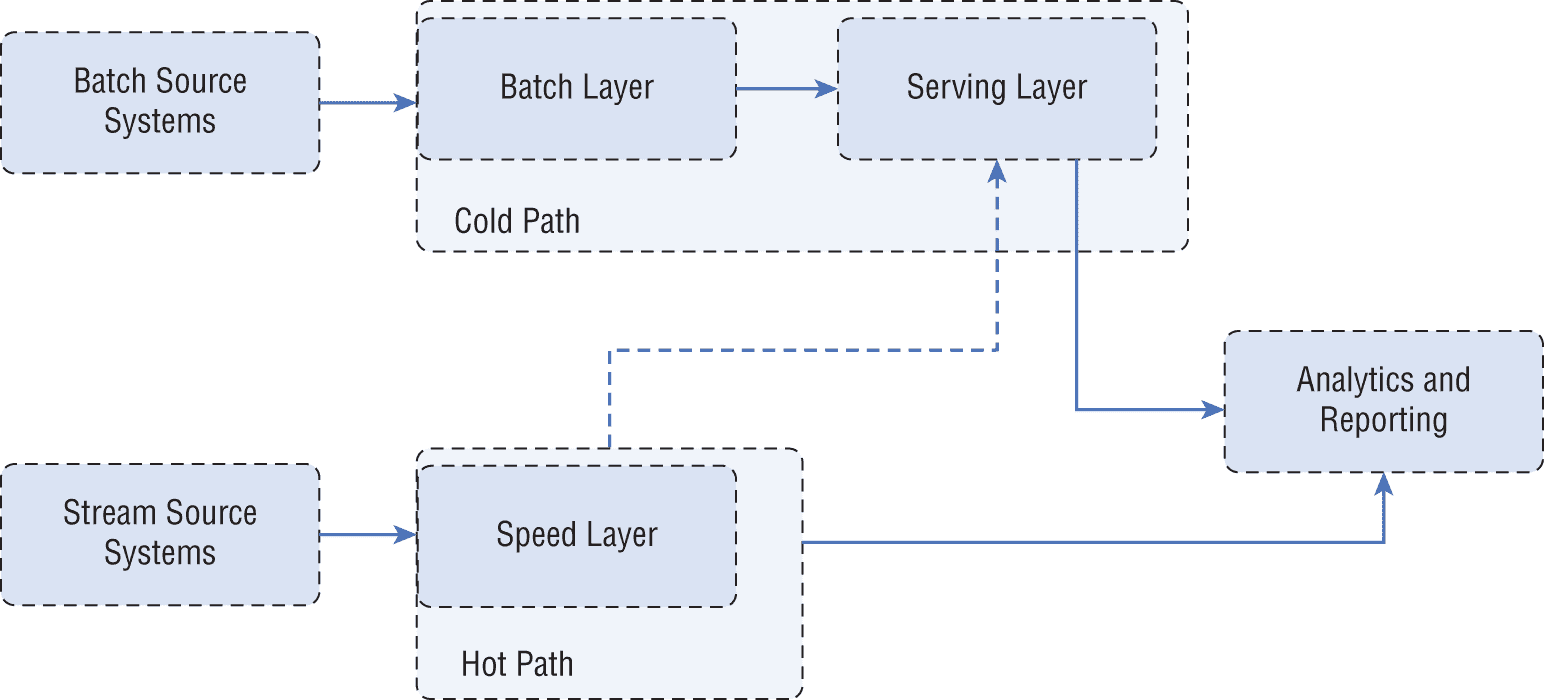 Batch Source
Systems
Batch Layer
Serving Layer
Cold Path
Analytics and
Reporting
Stream Source
Systems
Speed Layer
Hot Path